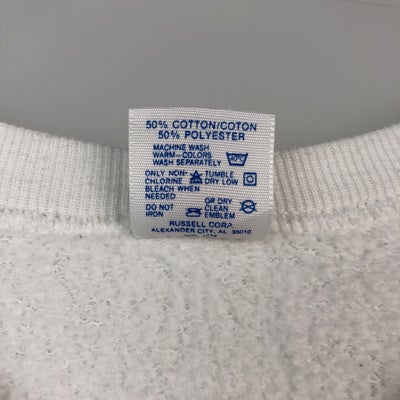 50% COTTON/COTON
50% POLYESTER
MACHINE WASH
WARM-COLORS
WASH SEPARATELY
ONLY NON- TUMBLE
CHLORINE DRY LOW
BLEACH WHEN
NEEDED
OR DRY
DO NOT CLEAN
IRON EMBLEM
RUSSELL CORP.
ALEXANDER CITY, AL 35010